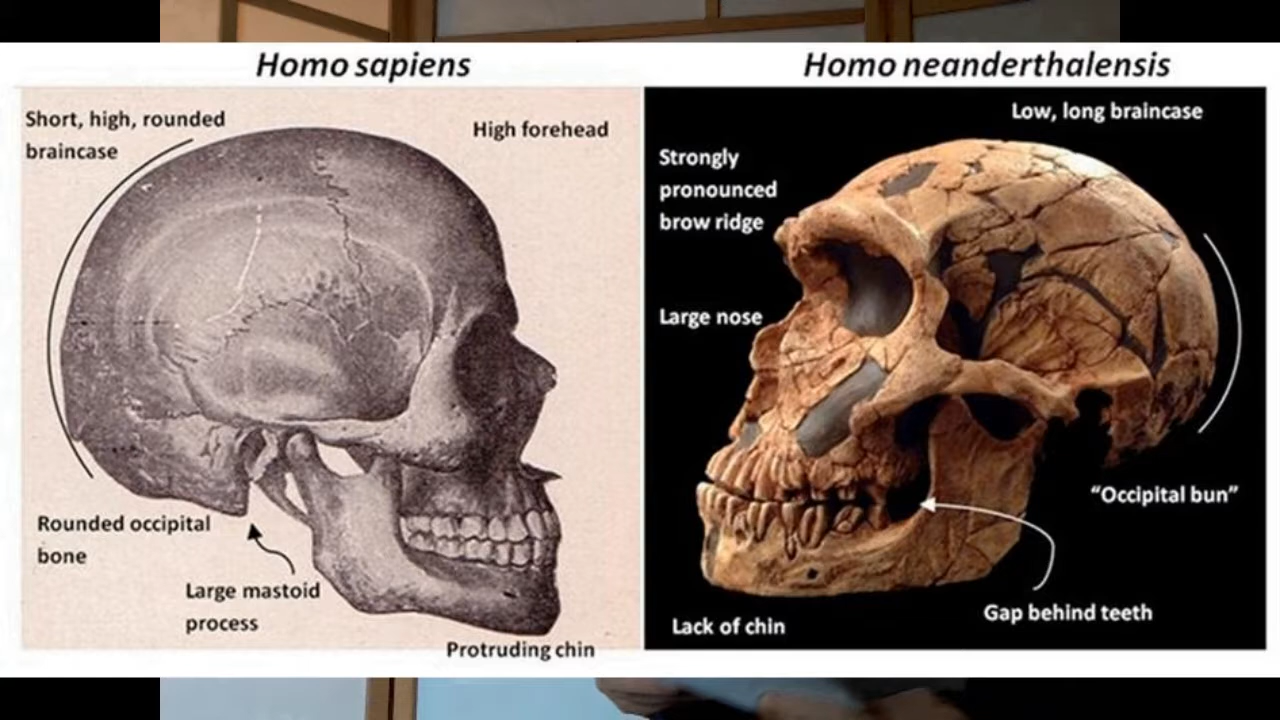 Homo sapiens
Short, high, rounded
braincase
High forehead
Rounded occipital
bone
Large mastoid
process
Protruding chin
Homo neanderthalensis
Low, long braincase
Strongly
pronounced
brow ridge
Large nose
“Occipital bun”
Gap behind teeth
Lack of chin